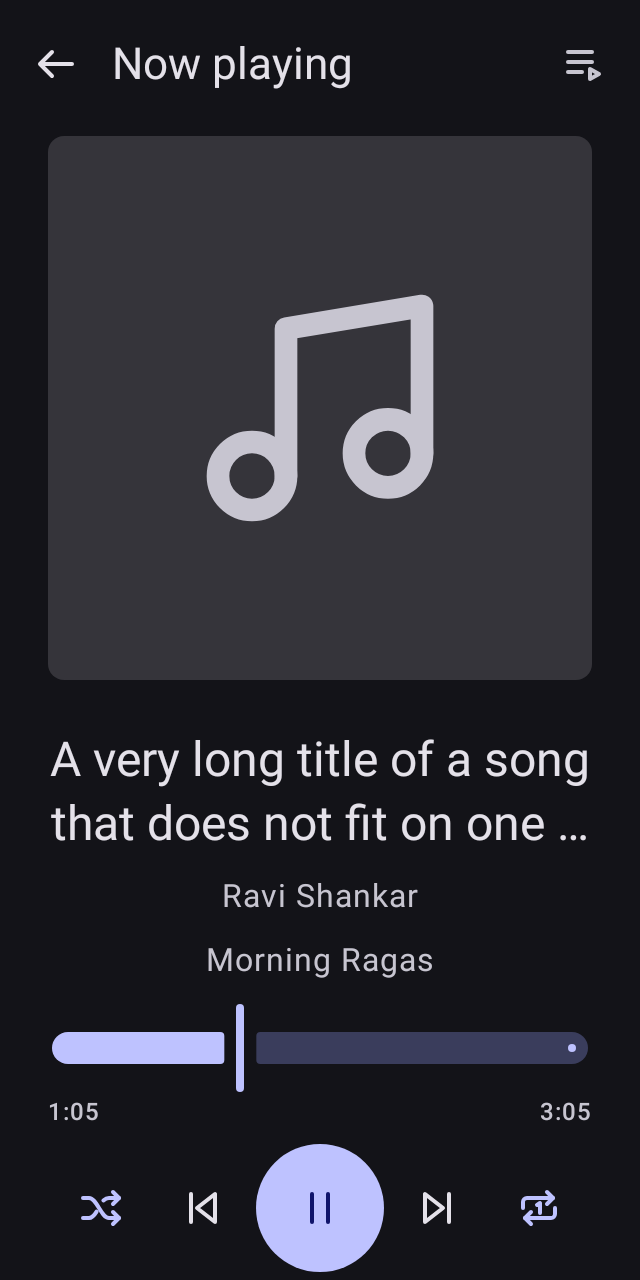 Now playing
A very long title of a song
that does not fit on one …
Ravi Shankar
Morning Ragas
1:05
3:05
1